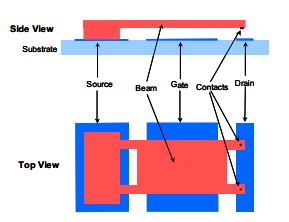 Side View
Substrate
Source
Beam
Gate
Contacts
Drain
Top View